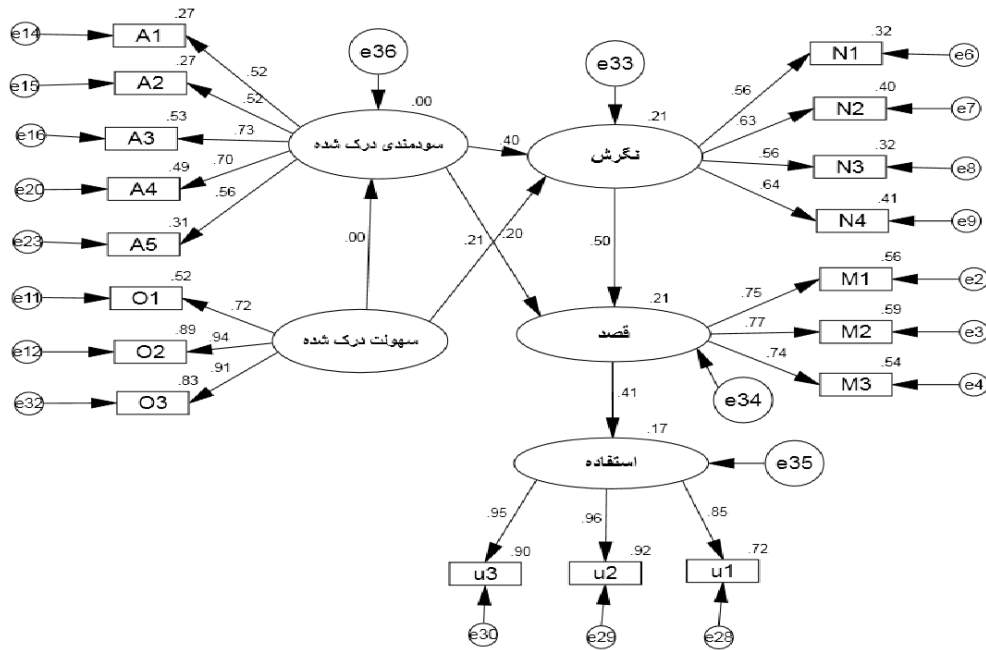 e14
A1
.27
.52
e15
A2
.27
.52
e16
A3
.53
.73
e20
A4
.49
.70
e23
A5
.31
.56
e36
سودمندی درک شده
.00
e33
نگرش
.21
.40
N1
.32
e6
.56
N2
.40
e7
.63
N3
.32
e8
.56
N4
.41
e9
.64
.00
.21
.20
.50
e11
O1
.52
.72
e12
O2
.89
.94
e32
O3
.83
.91
سهولت درک شده
قصد
.21
M1
.56
e2
.75
M2
.59
e3
.77
M3
.54
e4
.74
e34
.41
استفاده
.17
e35
.95
.96
.85
u3
.90
u2
.92
u1
.72
e30
e29
e28